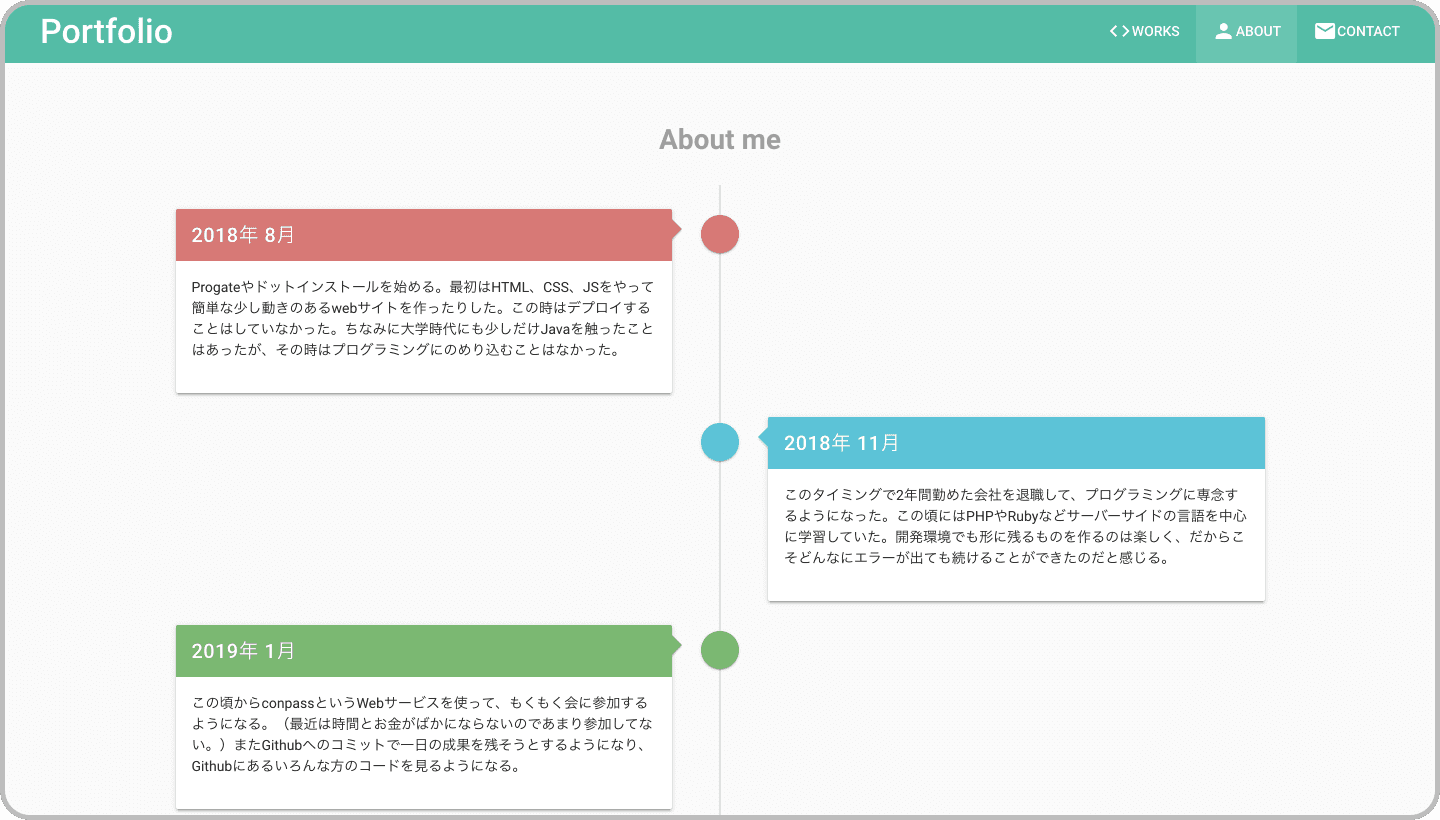 Portfolio
WORKS
ABOUT
CONTACT
About me
2018年 8月
Progateやドットインストールを始める。最初はHTML、CSS、JSをやって
簡単な少し動きのあるwebサイトを作ったりした。この時はデプロイする
ことはしていなかった。ちなみに大学時代にも少しだけJavaを触ったこと
はあったが、その時はプログラミングにのめり込むことはなかった。
2018年 11月
このタイミングで2年間勤めた会社を退職して、プログラミングに専念す
るようになった。この頃にはPHPやRubyなどサーバーサイドの言語を中心
に学習していた。開発環境でも形に残るものを作るのは楽しく、だからこ
そどんなにエラーが出ても続けることができたのだと感じる。
2019年 1月
この頃からconpassというWebサービスを使って、もくもく会に参加する
ようになる。（最近は時間とお金がばかにならないのであまり参加してな
い。）またGithubへのコミットで一日の成果を残そうとするようになり、
Githubにあるいろんな方のコードを見るようになる。